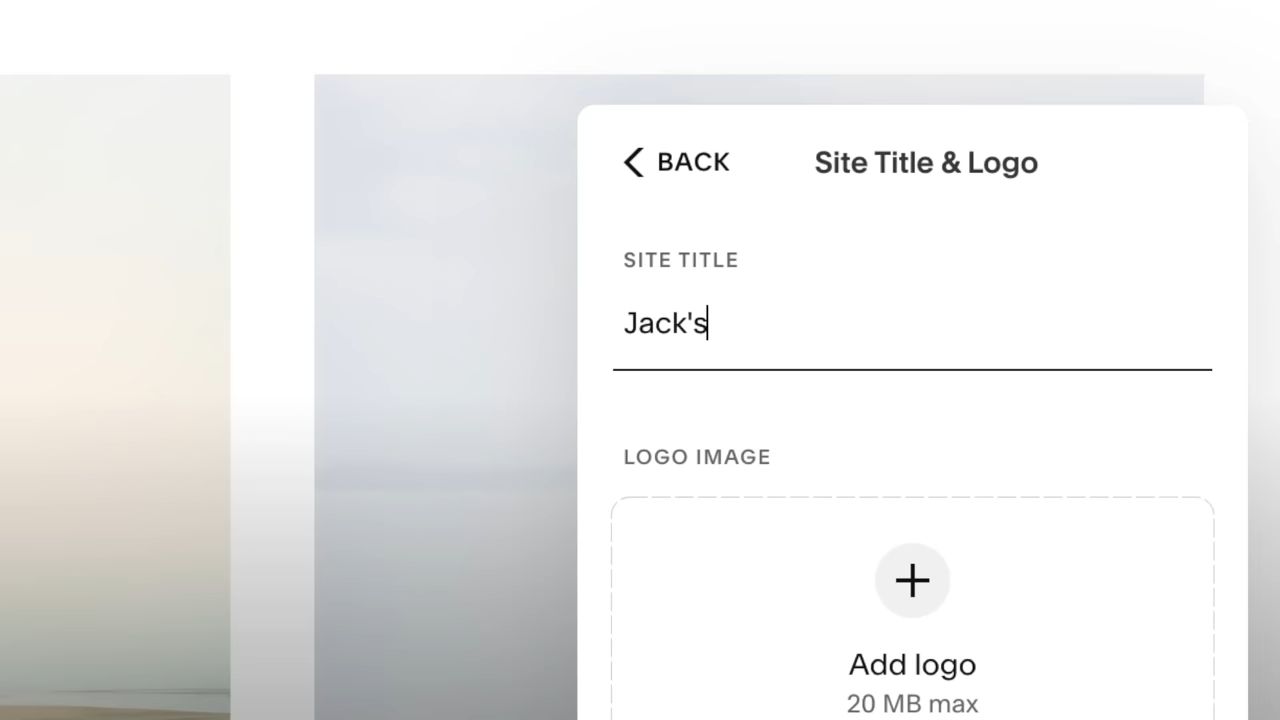 BACK
Site Title & Logo
SITE TITLE
Jack's
LOGO IMAGE
Add logo
20 MB max